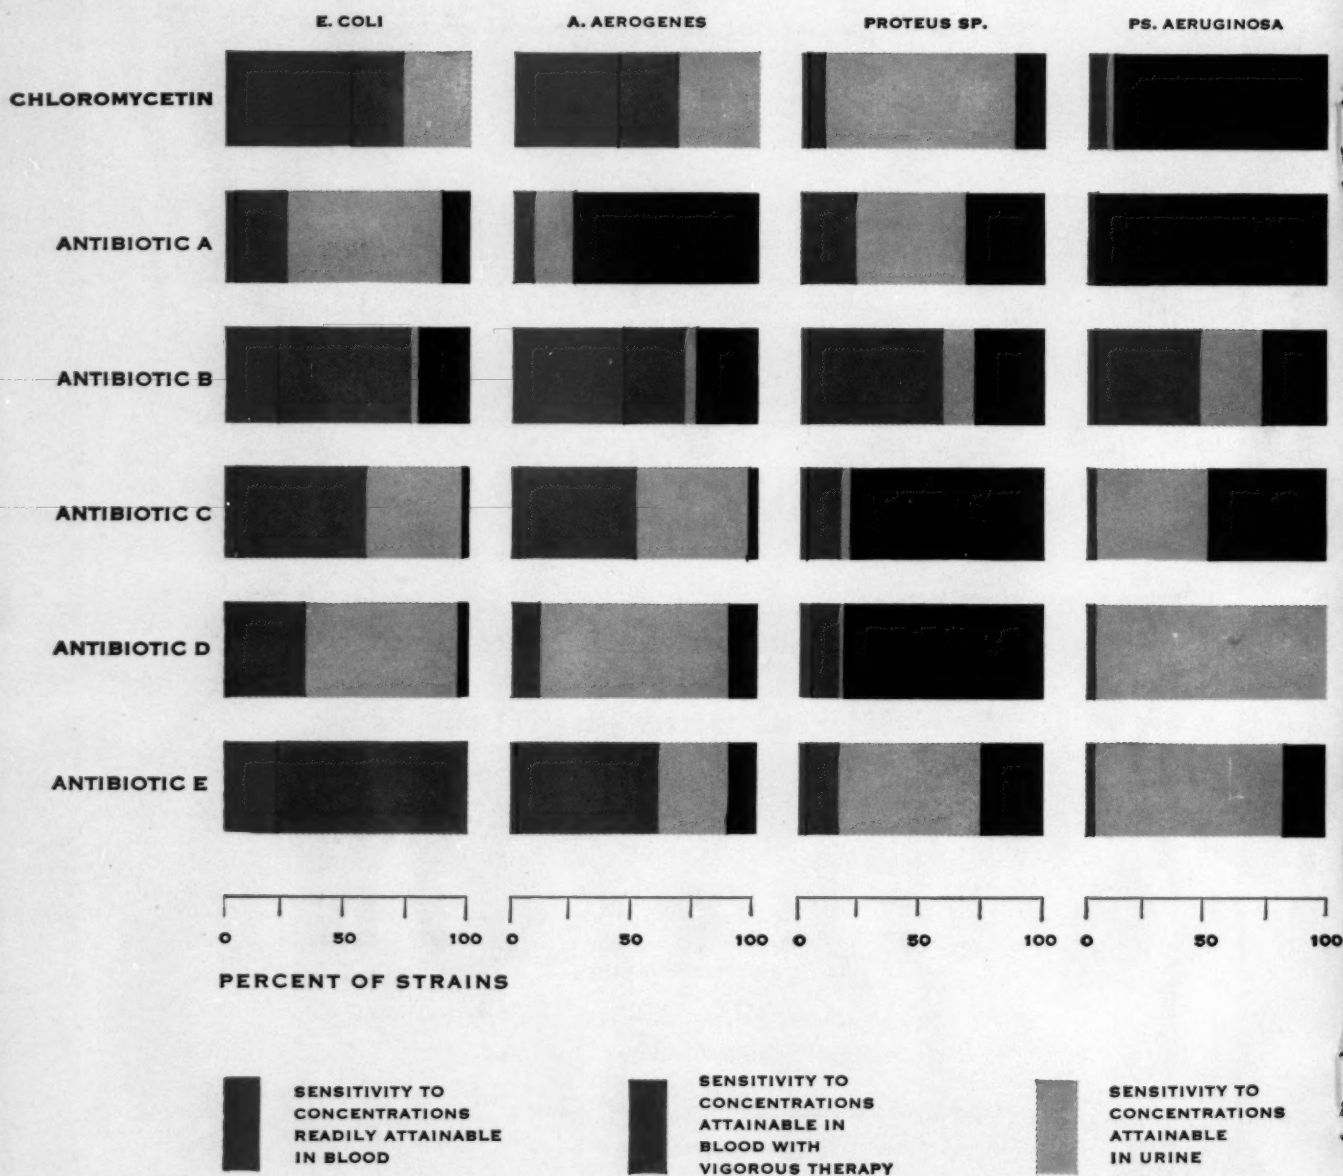 E. COLI A. AEROGENES PROTEUS SP. PS. AERUGINOSA
CHLOROMYCETIN
ANTIBIOTIC A
ANTIBIOTIC B
ANTIBIOTIC C
ANTIBIOTIC D
ANTIBIOTIC E
0 50 100 0 50 100 0 50 100 0 50 100
PERCENT OF STRAINS
SENSITIVITY TO
CONCENTRATIONS
READILY ATTAINABLE
IN BLOOD
SENSITIVITY TO
CONCENTRATIONS
ATTAINABLE IN
BLOOD WITH
VIGOROUS THERAPY
SENSITIVITY TO
CONCENTRATIONS
ATTAINABLE
IN URINE